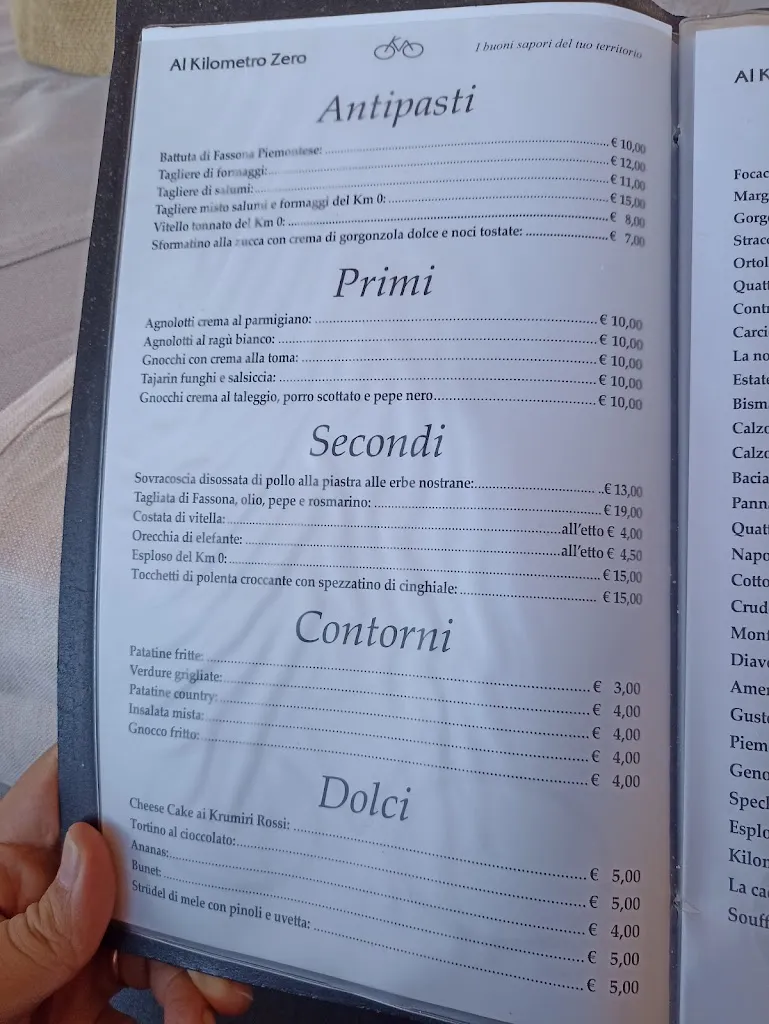 Al Kilometro Zero
I buoni sapori del tuo territorio
Antipasti
Battuta di Fassona Piemontese: € 10,00
Tagliere di formaggi: € 12,00
Tagliere di salumi: € 11,00
Tagliere misto salumi e formaggi del Km 0: € 15,00
Vitello tonnato del Km 0: € 8,00
Sformatino alla zucca con crema di gorgonzola dolce e noci tostate: € 7,00
Primi
Agnolotti crema al parmigiano: € 10,00
Agnolotti al ragù bianco: € 10,00
Gnocchi con crema alla toma: € 10,00
Tajarin funghi e salsiccia: € 10,00
Gnocchi crema al taleggio, porro scottato e pepe nero € 10,00
Secondi
Sovracoscia disossata di pollo alla piastra alle erbe nostrane: € 13,00
Tagliata di Fassona, olio, pepe e rosmarino: € 19,00
Costata di vitella: all'etto € 4,00
Orecchia di elefante: all'etto € 4,50
Esploso del Km 0: € 15,00
Tocchetti di polenta croccante con spezzatino di cinghiale: € 15,00
Contorni
Patatine fritte: € 3,00
Verdure grigliate: € 4,00
Patatine country: € 4,00
Insalata mista: € 4,00
Gnocco fritto: € 4,00
Dolci
Cheese Cake ai Krumiri Rossi: € 5,00
Tortino al cioccolato: € 5,00
Ananas: € 4,00
Bunet: € 5,00
Strüdel di mele con pinoli e uvetta: € 5,00
Al K
Focac
Marg
Gorg
Strac
Ortol
Quatt
Cont
Carci
La no
Estate
Bism
Calzo
Calzo
Bacia
Pann
Quatt
Napo
Cotto
Crud
Mon
Diavo
Amer
Gust
Piem
Geno
Spec
Esplo
Kilon
La ca
Souff